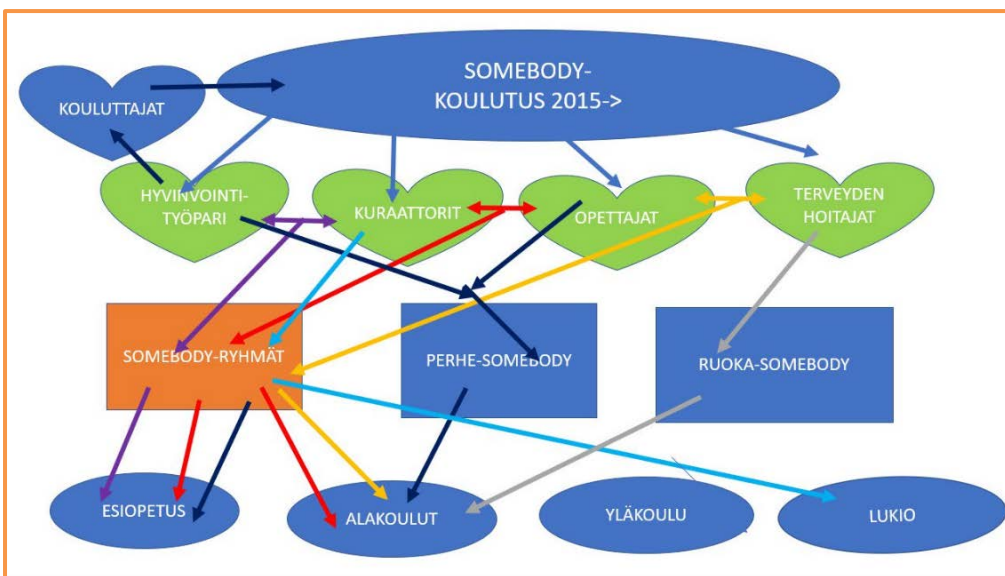 SOMEBODY-
KOULUTUS 2015->
KOULUTTAJAT
HYVINVOINTI-
TYÖPARI
KURAATTORIT
OPETTAJAT
TERVEYDEN
HOITAJAT
SOMEBODY-RYHMÄT
PERHE-SOMEBODY
RUOKA-SOMEBODY
ESIOPETUS
ALAKOULUT
YLÄKOULU
LUKIO